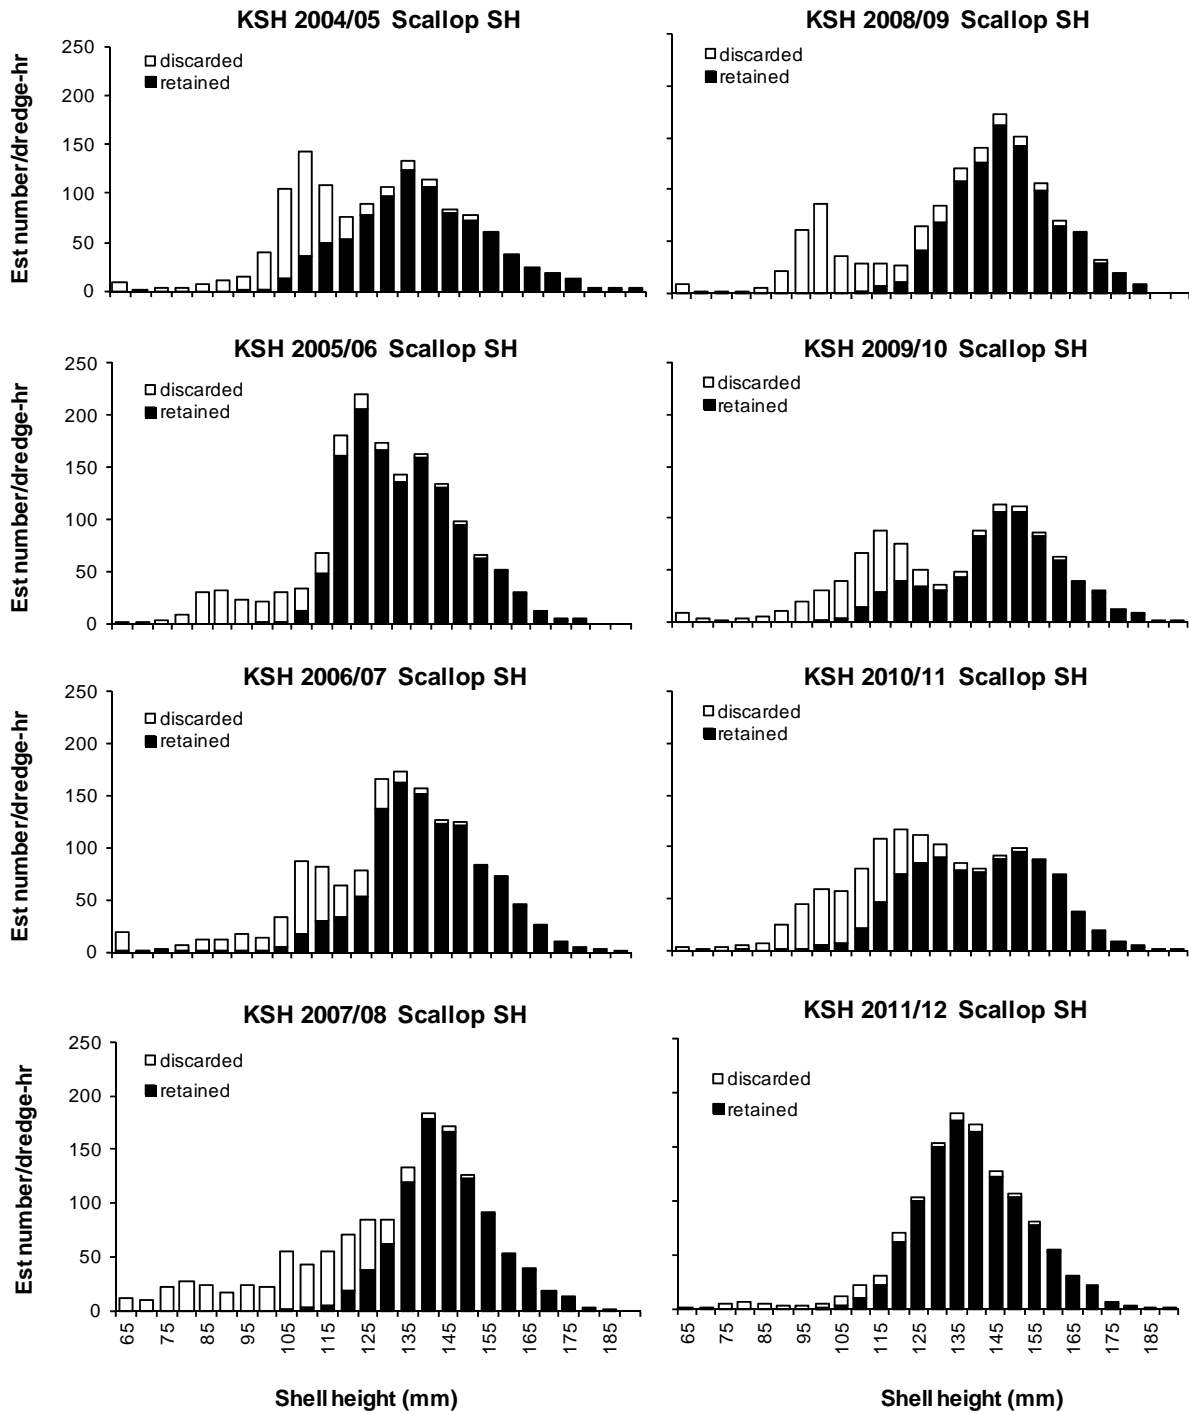 KSH 2004/05 Scallop SH
Est number/dredge-hr
250
200
150
100
50
0
discarded
retained
KSH 2008/09 Scallop SH
discarded
retained
KSH 2005/06 Scallop SH
Est number/dredge-hr
250
200
150
100
50
0
discarded
retained
KSH 2009/10 Scallop SH
discarded
retained
KSH 2006/07 Scallop SH
Est number/dredge-hr
250
200
150
100
50
0
discarded
retained
KSH 2010/11 Scallop SH
discarded
retained
KSH 2007/08 Scallop SH
Est number/dredge-hr
250
200
150
100
50
0
discarded
retained
65 75 85 95 105 115 125 135 145 155 165 175 185
Shell height (mm)
KSH 2011/12 Scallop SH
discarded
retained
65 75 85 95 105 115 125 135 145 155 165 175 185
Shell height (mm)